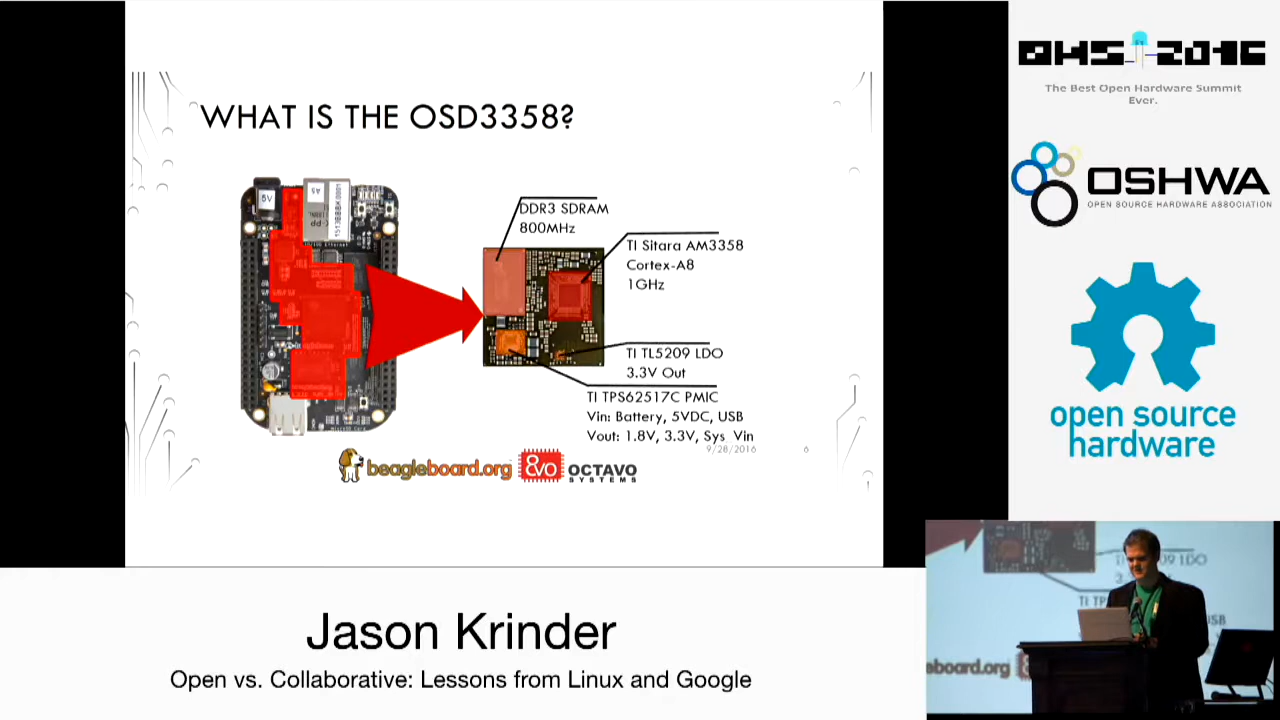 WHAT IS THE OSD3358?
5V
DDR3 SDRAM
800MHz
TI Sitara AM3358
Cortex-A8
1GHz
TI TL5209 LDO
3.3V Out
TI TPS62517C PMIC
Vin: Battery, 5VDC, USB
Vout: 1.8V, 3.3V, Sys Vin
9/28/2016
6
beagleboard.org
8vo
OCTAVO
SYSTEMS
OHS 2016
The Best Open Hardware Summit
Ever.
OSHWA
OPEN SOURCE HARDWARE ASSOCIATION
open source
hardware
Jason Krinder
Open vs. Collaborative: Lessons from Linux and Google